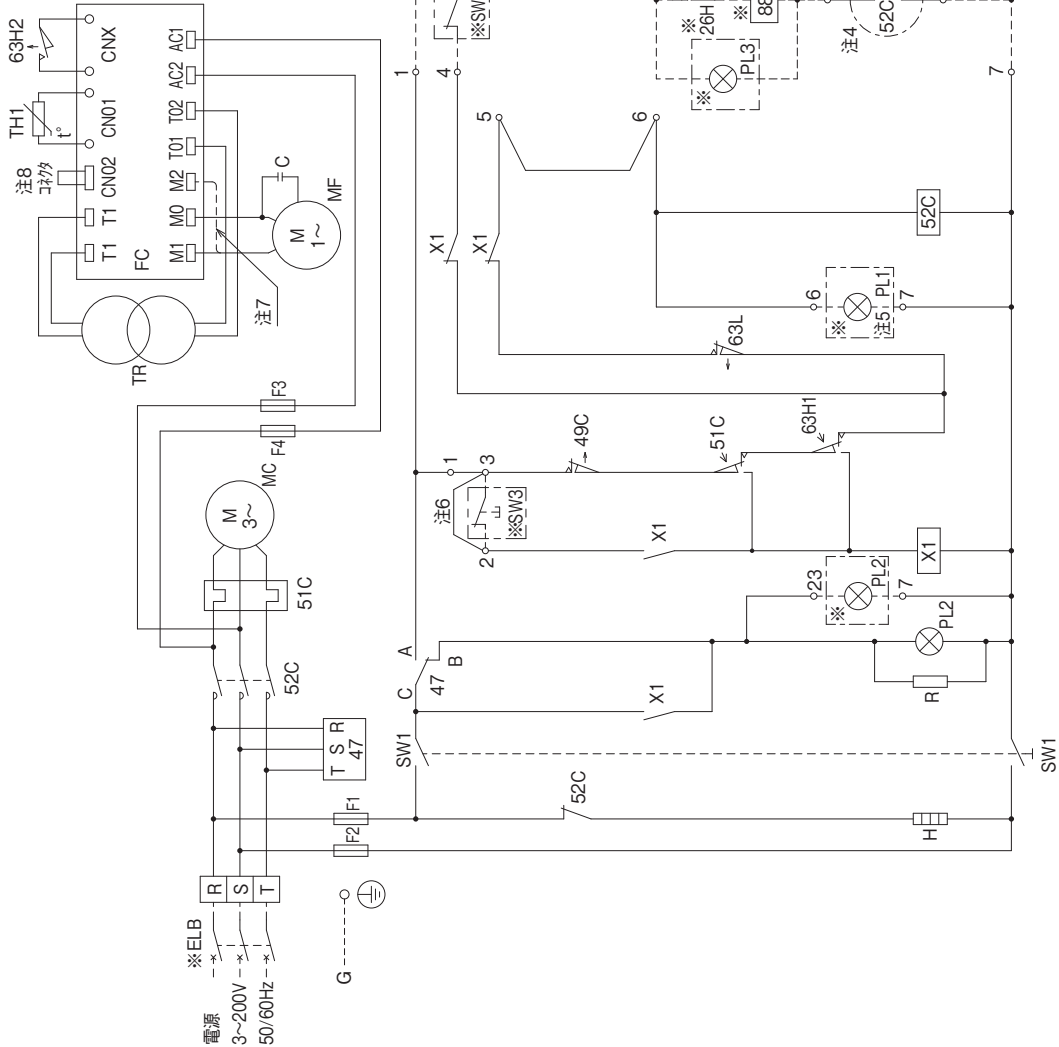 電源
3~200V
50/60Hz
※ELB
R
S
T
G
F1
F2
T S R
47
52C
51C
M
3~
MC
F3
F4
TR
T1
T1
CN02
CN01
CNX
FC
M1
M0
M2
T01
T02
AC2
AC1
注8
コネクタ
TH1
t°
63H2
注7
M
1~
MF
C
SW1
52C
H
SW1
C
A
B
47
X1
R
PL2
23
※
PL2
7
1
3
注6
※SW3
2
49C
51C
63H1
X1
X1
63L
X1
X1
1
4
※SW
5
6
6
※
注5
PL1
7
52C
※
26H
※
88
※
PL3
注4
52C
7